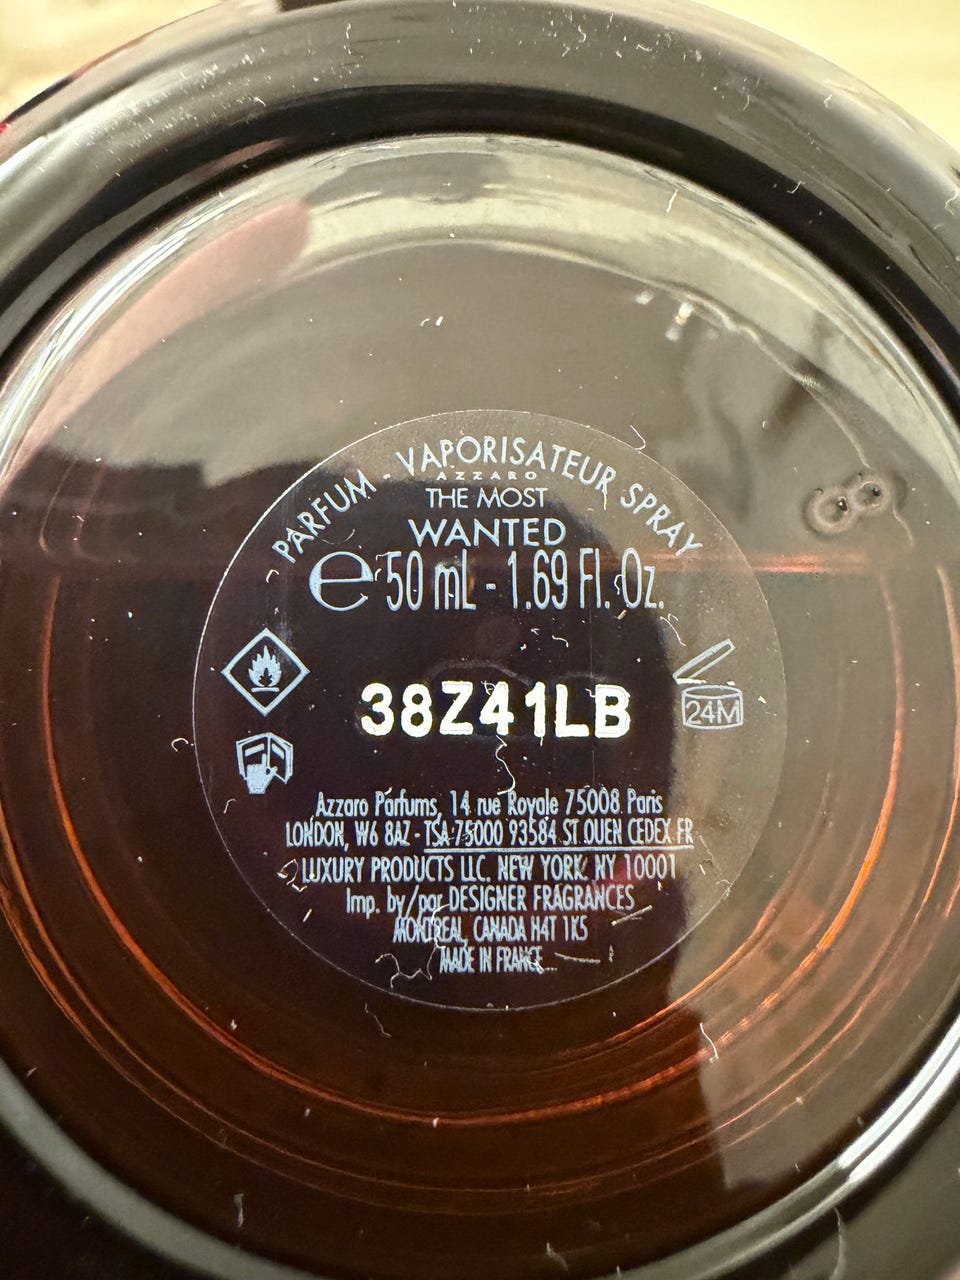 PARFUM - VAPORISATEUR SPRAY
AZZARO
THE MOST
WANTED
e 50 mL - 1.69 Fl. Oz.
24M
38Z41LB
Azzaro Parfums, 14 rue Royale 75008 Paris
LONDON, W6 8AZ - TSA 75000 93584 ST OUEN CEDEX FR
LUXURY PRODUCTS LLC. NEW YORK NY 10001
Imp. by/par DESIGNER FRAGRANCES
MONTREAL, CANADA H4T 1K5
MADE IN FRANCE